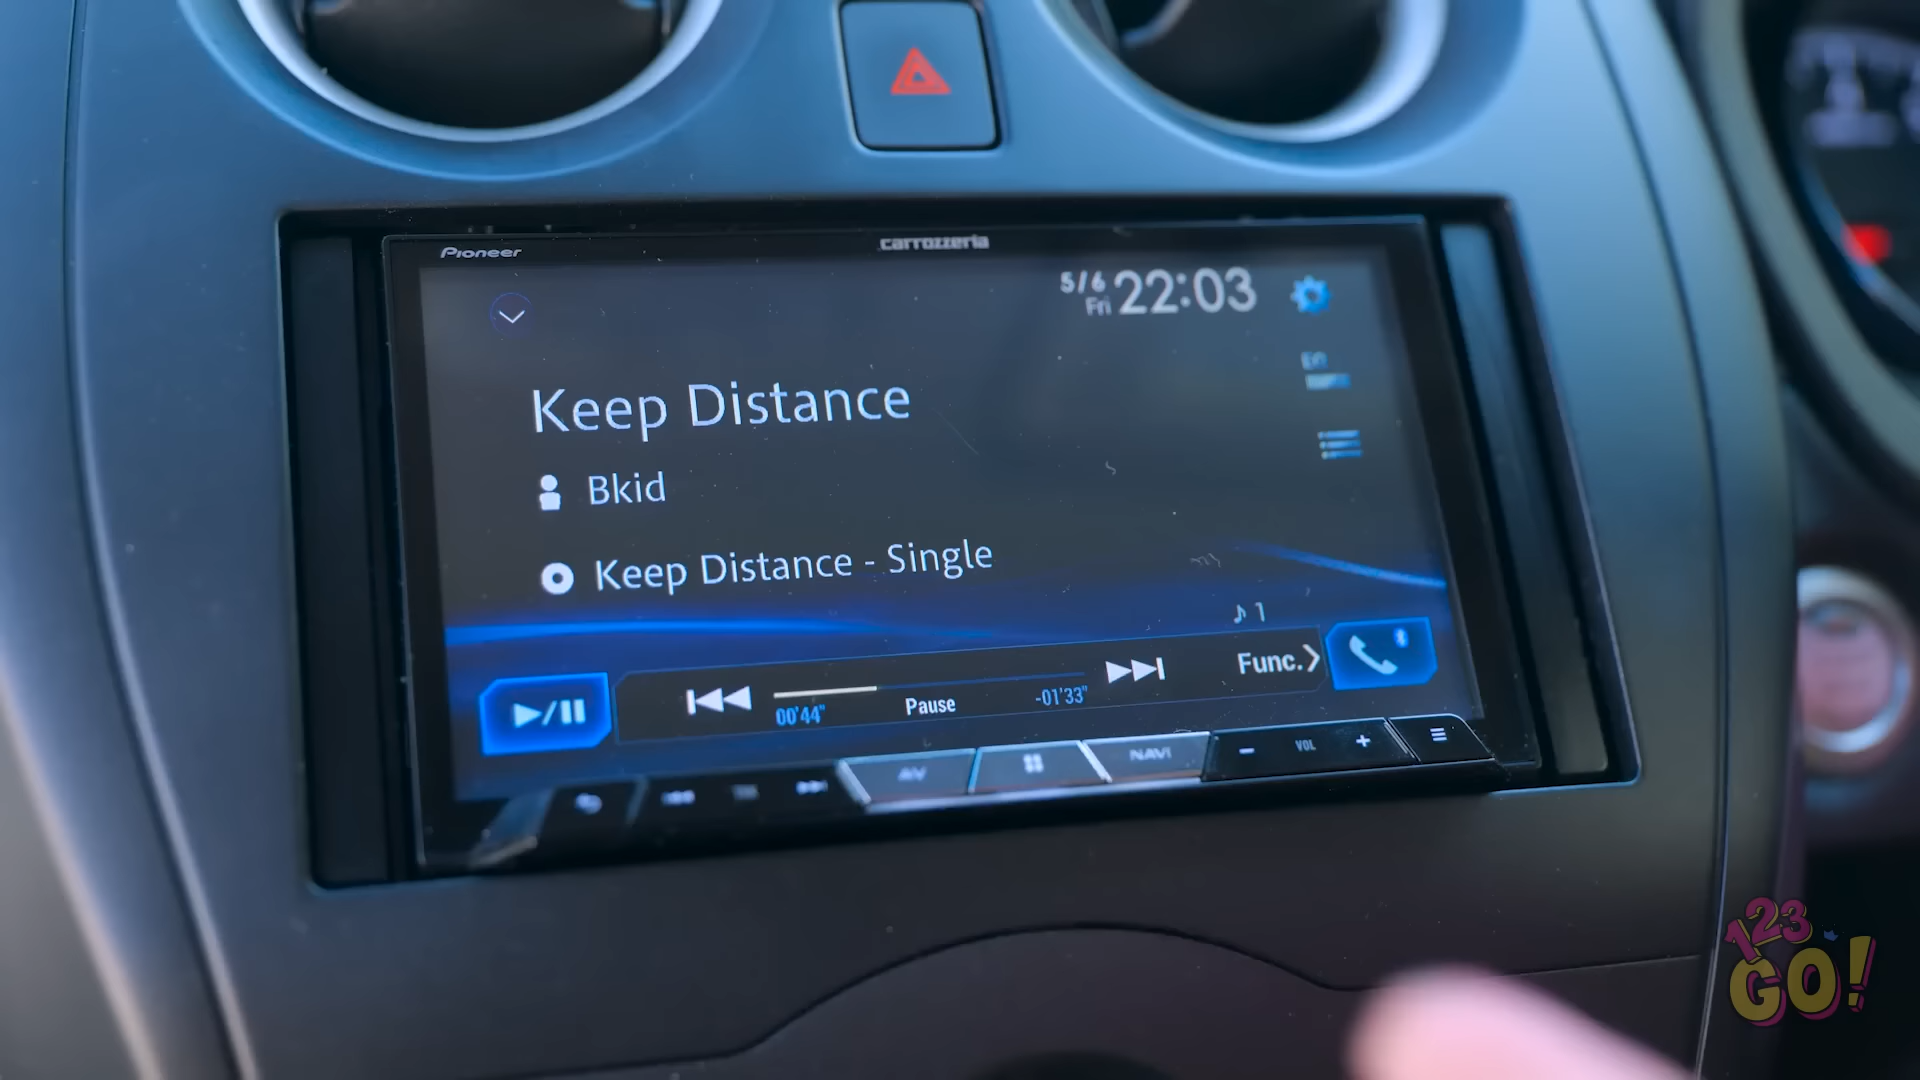 Pioneer
carrozzeria
5/6
Fri
22:03
Keep Distance
Bkid
Keep Distance - Single
1
00'44"
Pause
-01'33"
Func.
AV
NAVI
VOL
123
GO!